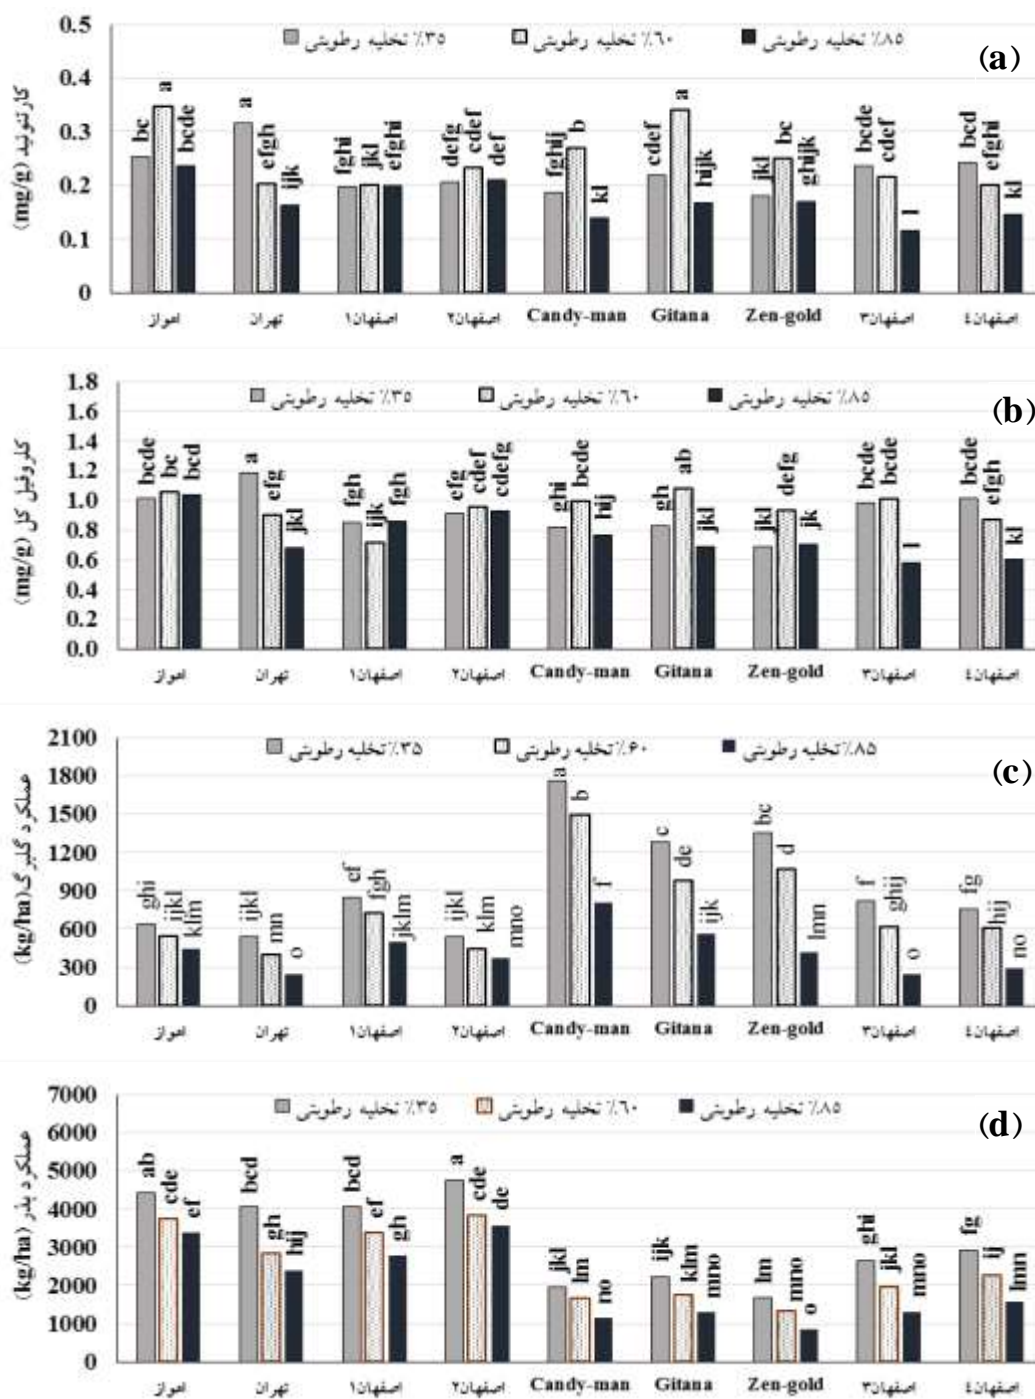 (a)
کارتنوئید (mg/g)
٪۳۵ تخلیه رطوبتی ٪۶۰ تخلیه رطوبتی ٪۸۵ تخلیه رطوبتی
0.5
0.4
0.3
0.2
0.1
0
bc a bcde
a efgh ijk
fghi jkl efghi
defg cdef def
fghij b kl
cdef a hijk
jkl bc ghijk
bcde cdef l
bcd efghi kl
اهواز تهران اصفهان۱ اصفهان۲ Candy-man Gitana Zen-gold اصفهان۳ اصفهان٤
(b)
کلروفیل کل (mg/g)
٪۳۵ تخلیه رطوبتی ٪۶۰ تخلیه رطوبتی ٪۸۵ تخلیه رطوبتی
1.8
1.6
1.4
1.2
1.0
0.8
0.6
0.4
0.2
0.0
bcde bc bcd
a efg jkl
fgh ijk fgh
efg cdef cdefg
ghi bcde hij
gh ab jkl
jkl defg jk
bcde bcde l
bcde efgh kl
اهواز تهران اصفهان۱ اصفهان۲ Candy-man Gitana Zen-gold اصفهان۳ اصفهان٤
(c)
عملکرد گلبرگ (kg/ha)
٪۳۵ تخلیه رطوبتی ٪۶۰ تخلیه رطوبتی ٪۸۵ تخلیه رطوبتی
2100
1800
1500
1200
900
600
300
0
ghi ijkl klm
ijkl mn o
ef fgh jklm
ijkl klm mno
a b f
c de ijk
bc d lmn
f ghij o
fg hij no
اهواز تهران اصفهان۱ اصفهان۲ Candy-man Gitana Zen-gold اصفهان۳ اصفهان٤
(d)
عملکرد بذر (kg/ha)
٪۳۵ تخلیه رطوبتی ٪۶۰ تخلیه رطوبتی ٪۸۵ تخلیه رطوبتی
7000
6000
5000
4000
3000
2000
1000
0
ab cde ef
bcd gh hij
bcd ef gh
a cde de
jkl lm no
ijk klm mno
lm mno o
ghi jkl mno
fg ij lmn
اهواز تهران اصفهان۱ اصفهان۲ Candy-man Gitana Zen-gold اصفهان۳ اصفهان٤